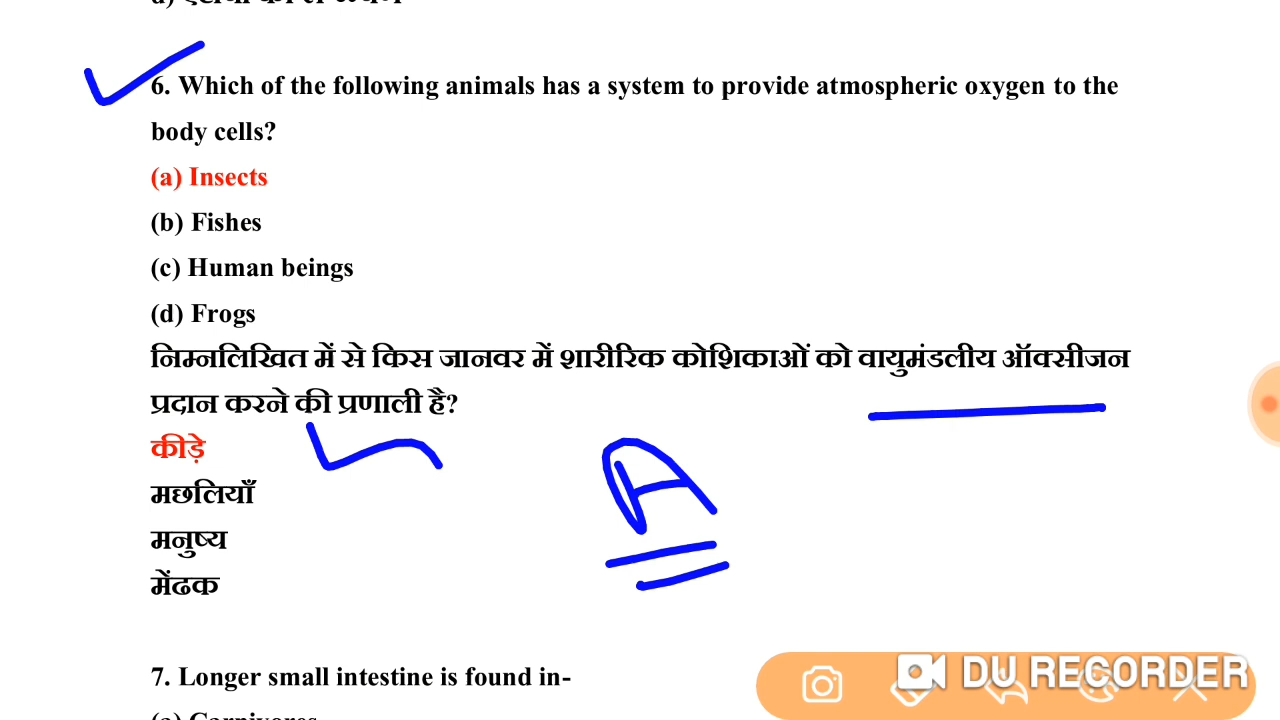 6. Which of the following animals has a system to provide atmospheric oxygen to the
body cells?
(a) Insects
(b) Fishes
(c) Human beings
(d) Frogs
निम्नलिखित में से किस जानवर में शारीरिक कोशिकाओं को वायुमंडलीय ऑक्सीजन
प्रदान करने की प्रणाली है?
कीड़े
मछलियाँ
A
मनुष्य
मेंढक
7. Longer small intestine is found in-
(a) Carnivores
DU RECORDER